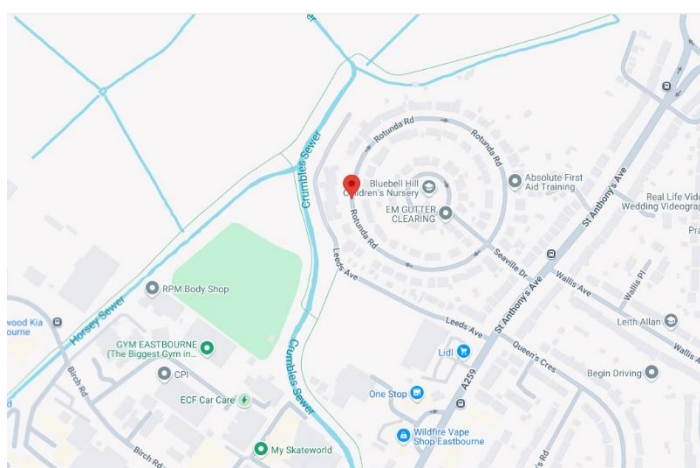 Crumbles Sewer
Rotunda Rd
Rotunda Rd
Bluebell Hill
Children's Nursery
EM GUTTER
CLEARING
Absolute First
Aid Training
Rotunda Rd
St Anthony's Ave
Real Life
Wedding Videograp
Leeds Ave
Seaville Dr
Wallis Ave
Wallis Pl
RPM Body Shop
Horsey Sewer
St Anthony's Ave
wood Kia
ourne
GYM EASTBOURNE
(The Biggest Gym in...
Crumbles Sewer
Leeds Ave
Leith Allan
Lidl
Queen's Cres
CPI
Birch Rd
Begin Driving
A259
ECF Car Care
One Stop
Wildfire Vape
Shop Eastbourne
My Skateworld
Birch Rd